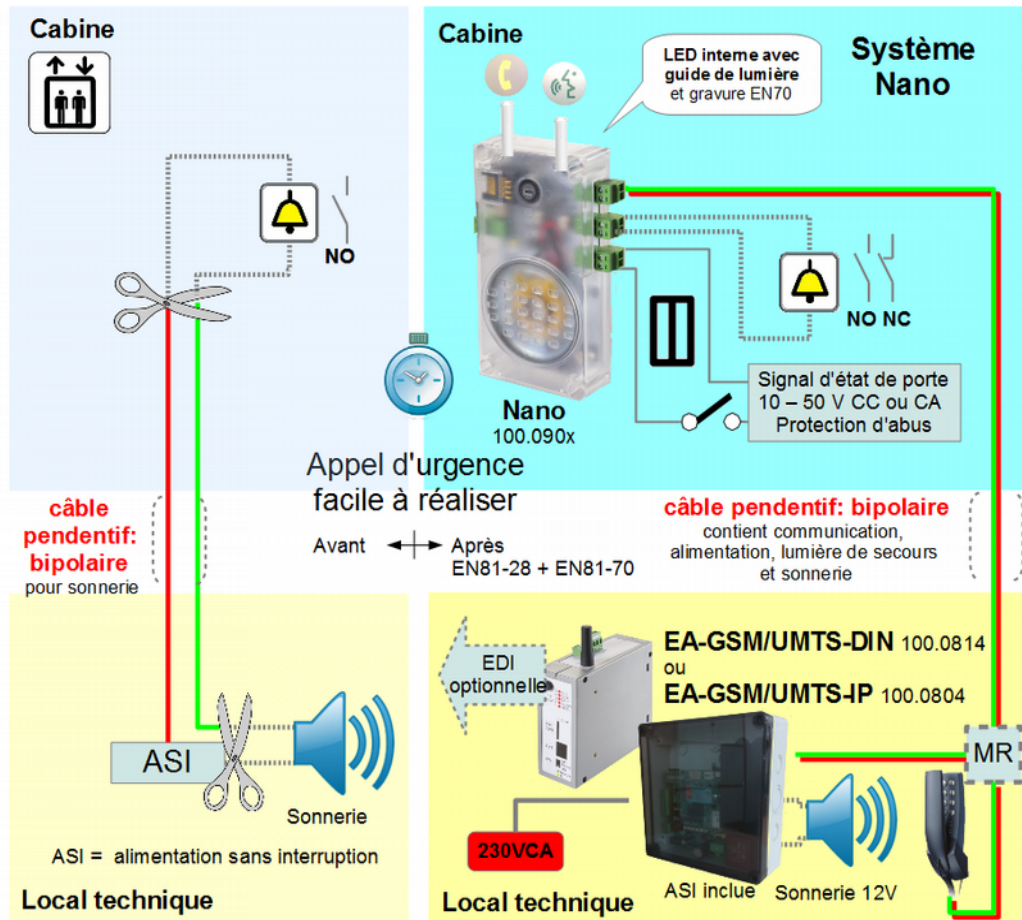 Cabine
NO
câble
pendentif:
bipolaire
pour sonnerie
ASI
Sonnerie
ASI = alimentation sans interruption
Local technique
Appel d'urgence
facile à réaliser
Avant
Après
EN81-28 + EN81-70
Cabine
LED interne avec
guide de lumière
et gravure EN70
Système
Nano
NO NC
Signal d'état de porte
10 – 50 V CC ou CA
Protection d'abus
Nano
100.090x
câble pendentif: bipolaire
contient communication,
alimentation, lumière de secours
et sonnerie
EDI
optionnelle
EA-GSM/UMTS-DIN 100.0814
ou
EA-GSM/UMTS-IP 100.0804
MR
230VCA
ASI inclue
Sonnerie 12V
Local technique